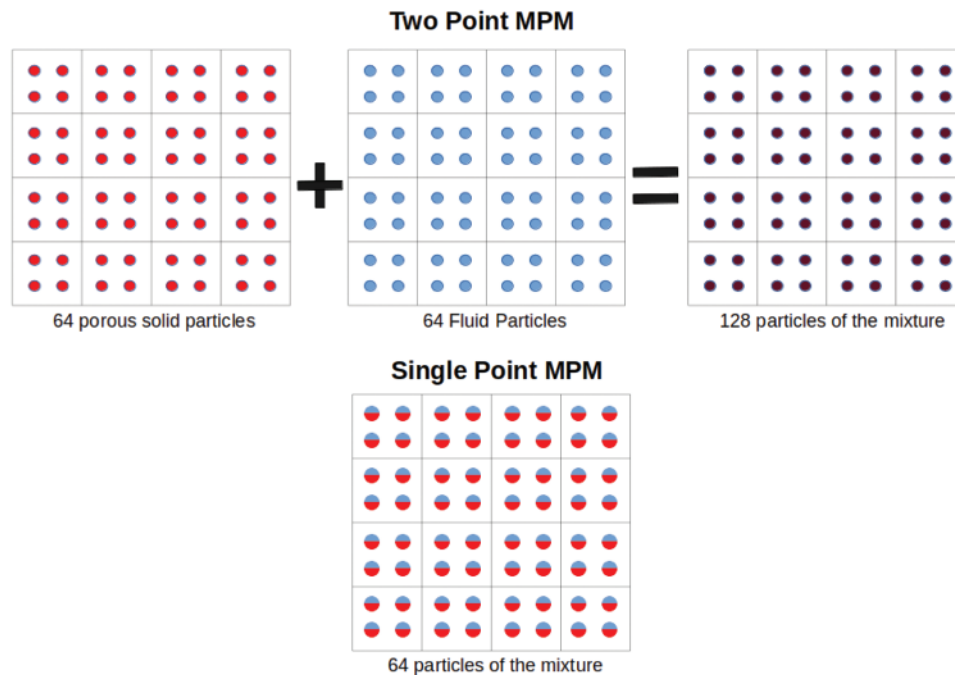 Two Point MPM
64 porous solid particles
64 Fluid Particles
128 particles of the mixture
Single Point MPM
64 particles of the mixture